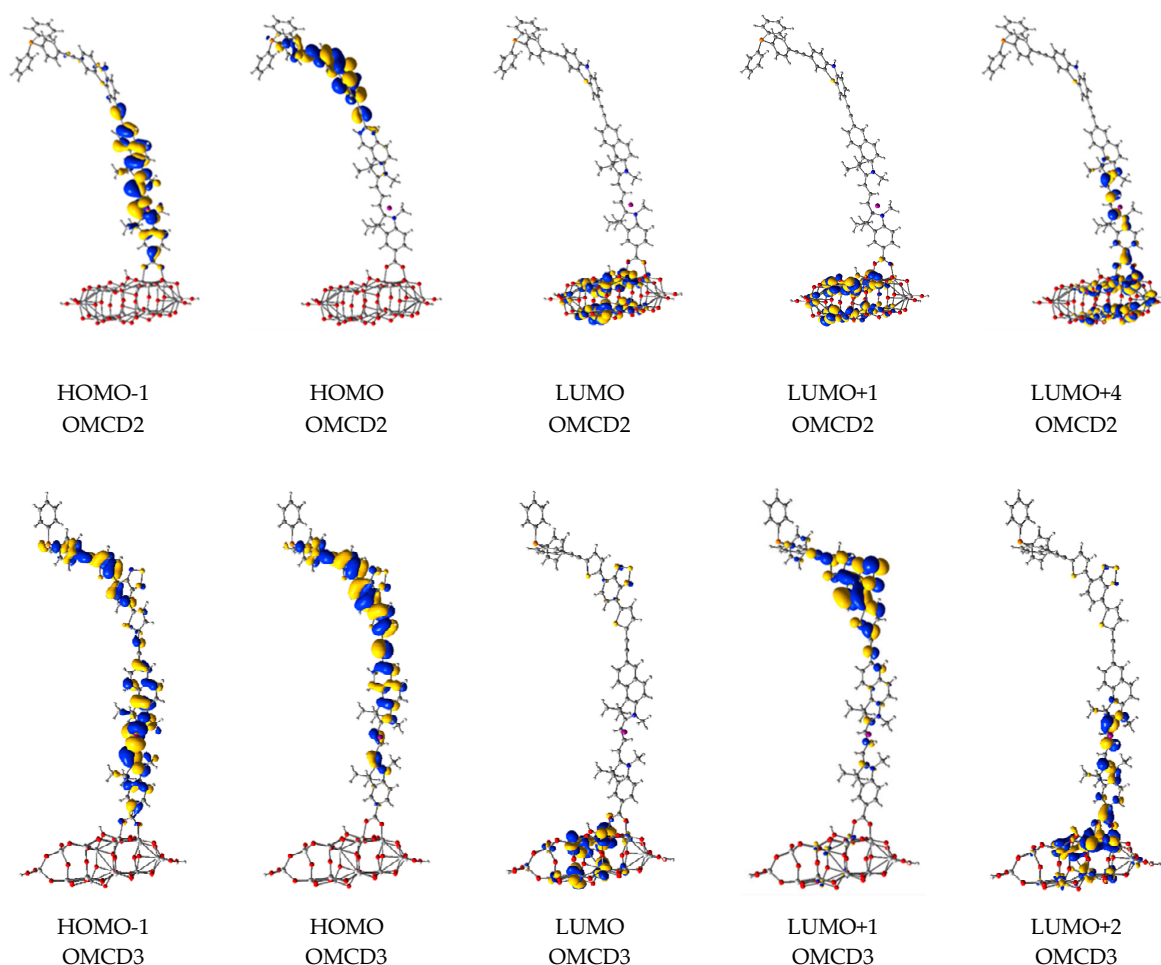 HOMO-1 HOMO LUMO LUMO+1 LUMO+4
OMCD2 OMCD2 OMCD2 OMCD2 OMCD2
HOMO-1 HOMO LUMO LUMO+1 LUMO+2
OMCD3 OMCD3 OMCD3 OMCD3 OMCD3